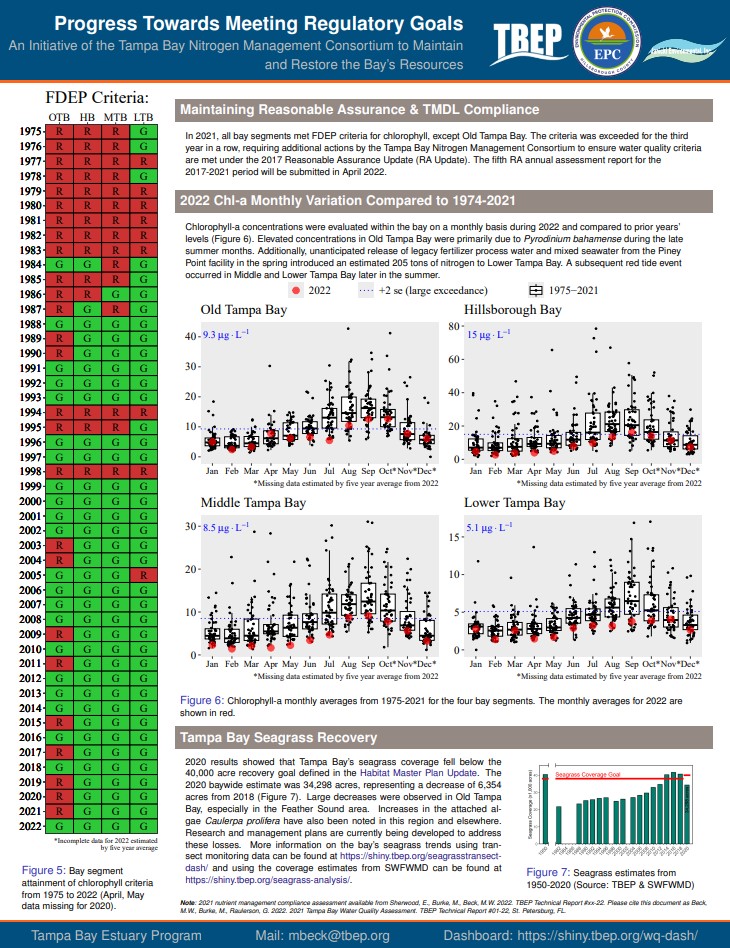 Progress Towards Meeting Regulatory Goals
An Initiative of the Tampa Bay Nitrogen Management Consortium to Maintain
and Restore the Bay's Resources
TBEP
ENVIRONMENTAL PROTECTION COMMISSION
EPC
HILLSBOROUGH COUNTY
FDEP Criteria:
OTB HB MTB LTB
1975 R R R G
1976 R R R G
1977 R R R R
1978 R R R G
1979 R R R R
1980 R R R R
1981 R R R R
1982 R R R R
1983 R R R R
1984 G G R G
1985 R R R G
1986 R R G G
1987 R G R G
1988 G G G G
1989 R G G G
1990 R G G G
1991 G G G G
1992 G G G G
1993 G G G G
1994 R R R R
1995 R R R G
1996 G G G G
1997 G G G G
1998 R R R R
1999 G G G G
2000 G G G G
2001 G G G G
2002 G G G G
2003 R G G G
2004 R G G G
2005 G G G R
2006 G G G G
2007 G G G G
2008 G G G G
2009 R G G G
2010 G G G G
2011 R G G G
2012 G G G G
2013 G G G G
2014 G G G G
2015 R G G G
2016 G G G G
2017 R G G G
2018 G G G G
2019 R G G G
2020 R G G G
2021 R G G G
2022 G G G G
*Incomplete data for 2022 estimated
by five year average
Figure 5: Bay segment
attainment of chlorophyll criteria
from 1975 to 2022 (April, May
data missing for 2020).
Maintaining Reasonable Assurance & TMDL Compliance
In 2021, all bay segments met FDEP criteria for chlorophyll, except Old Tampa Bay. The criteria was exceeded for the third
year in a row, requiring additional actions by the Tampa Bay Nitrogen Management Consortium to ensure water quality criteria
are met under the 2017 Reasonable Assurance Update (RA Update). The fifth RA annual assessment report for the
2017-2021 period will be submitted in April 2022.
2022 Chl-a Monthly Variation Compared to 1974-2021
Chlorophyll-a concentrations were evaluated within the bay on a monthly basis during 2022 and compared to prior years'
levels (Figure 6). Elevated concentrations in Old Tampa Bay were primarily due to Pyrodinium bahamense during the late
summer months. Additionally, unanticipated release of legacy fertilizer process water and mixed seawater from the Piney
Point facility in the spring introduced an estimated 205 tons of nitrogen to Lower Tampa Bay. A subsequent red tide event
occurred in Middle and Lower Tampa Bay later in the summer.
2022 +2 se (large exceedance) 1975−2021
Old Tampa Bay
9.3 μg · L−1
40
30
20
10
0
Jan Feb Mar Apr May Jun Jul Aug Sep Oct*Nov*Dec*
*Missing data estimated by five year average from 2022
Hillsborough Bay
15 μg · L−1
80
60
40
20
0
Jan Feb Mar Apr May Jun Jul Aug Sep Oct*Nov*Dec*
*Missing data estimated by five year average from 2022
Middle Tampa Bay
8.5 μg · L−1
30
20
10
0
Jan Feb Mar Apr May Jun Jul Aug Sep Oct*Nov*Dec*
*Missing data estimated by five year average from 2022
Lower Tampa Bay
5.1 μg · L−1
15
10
5
0
Jan Feb Mar Apr May Jun Jul Aug Sep Oct*Nov*Dec*
*Missing data estimated by five year average from 2022
Figure 6: Chlorophyll-a monthly averages from 1975-2021 for the four bay segments. The monthly averages for 2022 are
shown in red.
Tampa Bay Seagrass Recovery
2020 results showed that Tampa Bay's seagrass coverage fell below the
40,000 acre recovery goal defined in the Habitat Master Plan Update. The
2020 baywide estimate was 34,298 acres, representing a decrease of 6,354
acres from 2018 (Figure 7). Large decreases were observed in Old Tampa
Bay, especially in the Feather Sound area. Increases in the attached al-
gae Caulerpa prolifera have also been noted in this region and elsewhere.
Research and management plans are currently being developed to address
these losses. More information on the bay's seagrass trends using tran-
sect monitoring data can be found at https://shiny.tbep.org/seagrasstransect-
dash/ and using the coverage estimates from SWFWMD can be found at
https://shiny.tbep.org/seagrass-analysis/.
Seagrass Coverage Goal
Seagrass Coverage (x1,000 acres)
Figure 7: Seagrass estimates from
1950-2020 (Source: TBEP & SWFWMD)
Note: 2021 nutrient management compliance assessment available from Sherwood, E., Burke, M., Beck, M.W. 2022. TBEP Technical Report #xx-22. Please cite this document as Beck,
M.W., Burke, M., Raulerson, G. 2022. 2021 Tampa Bay Water Quality Assessment. TBEP Technical Report #01-22, St. Petersburg, FL.
Tampa Bay Estuary Program Mail: mbeck@tbep.org Dashboard: https://shiny.tbep.org/wq-dash/